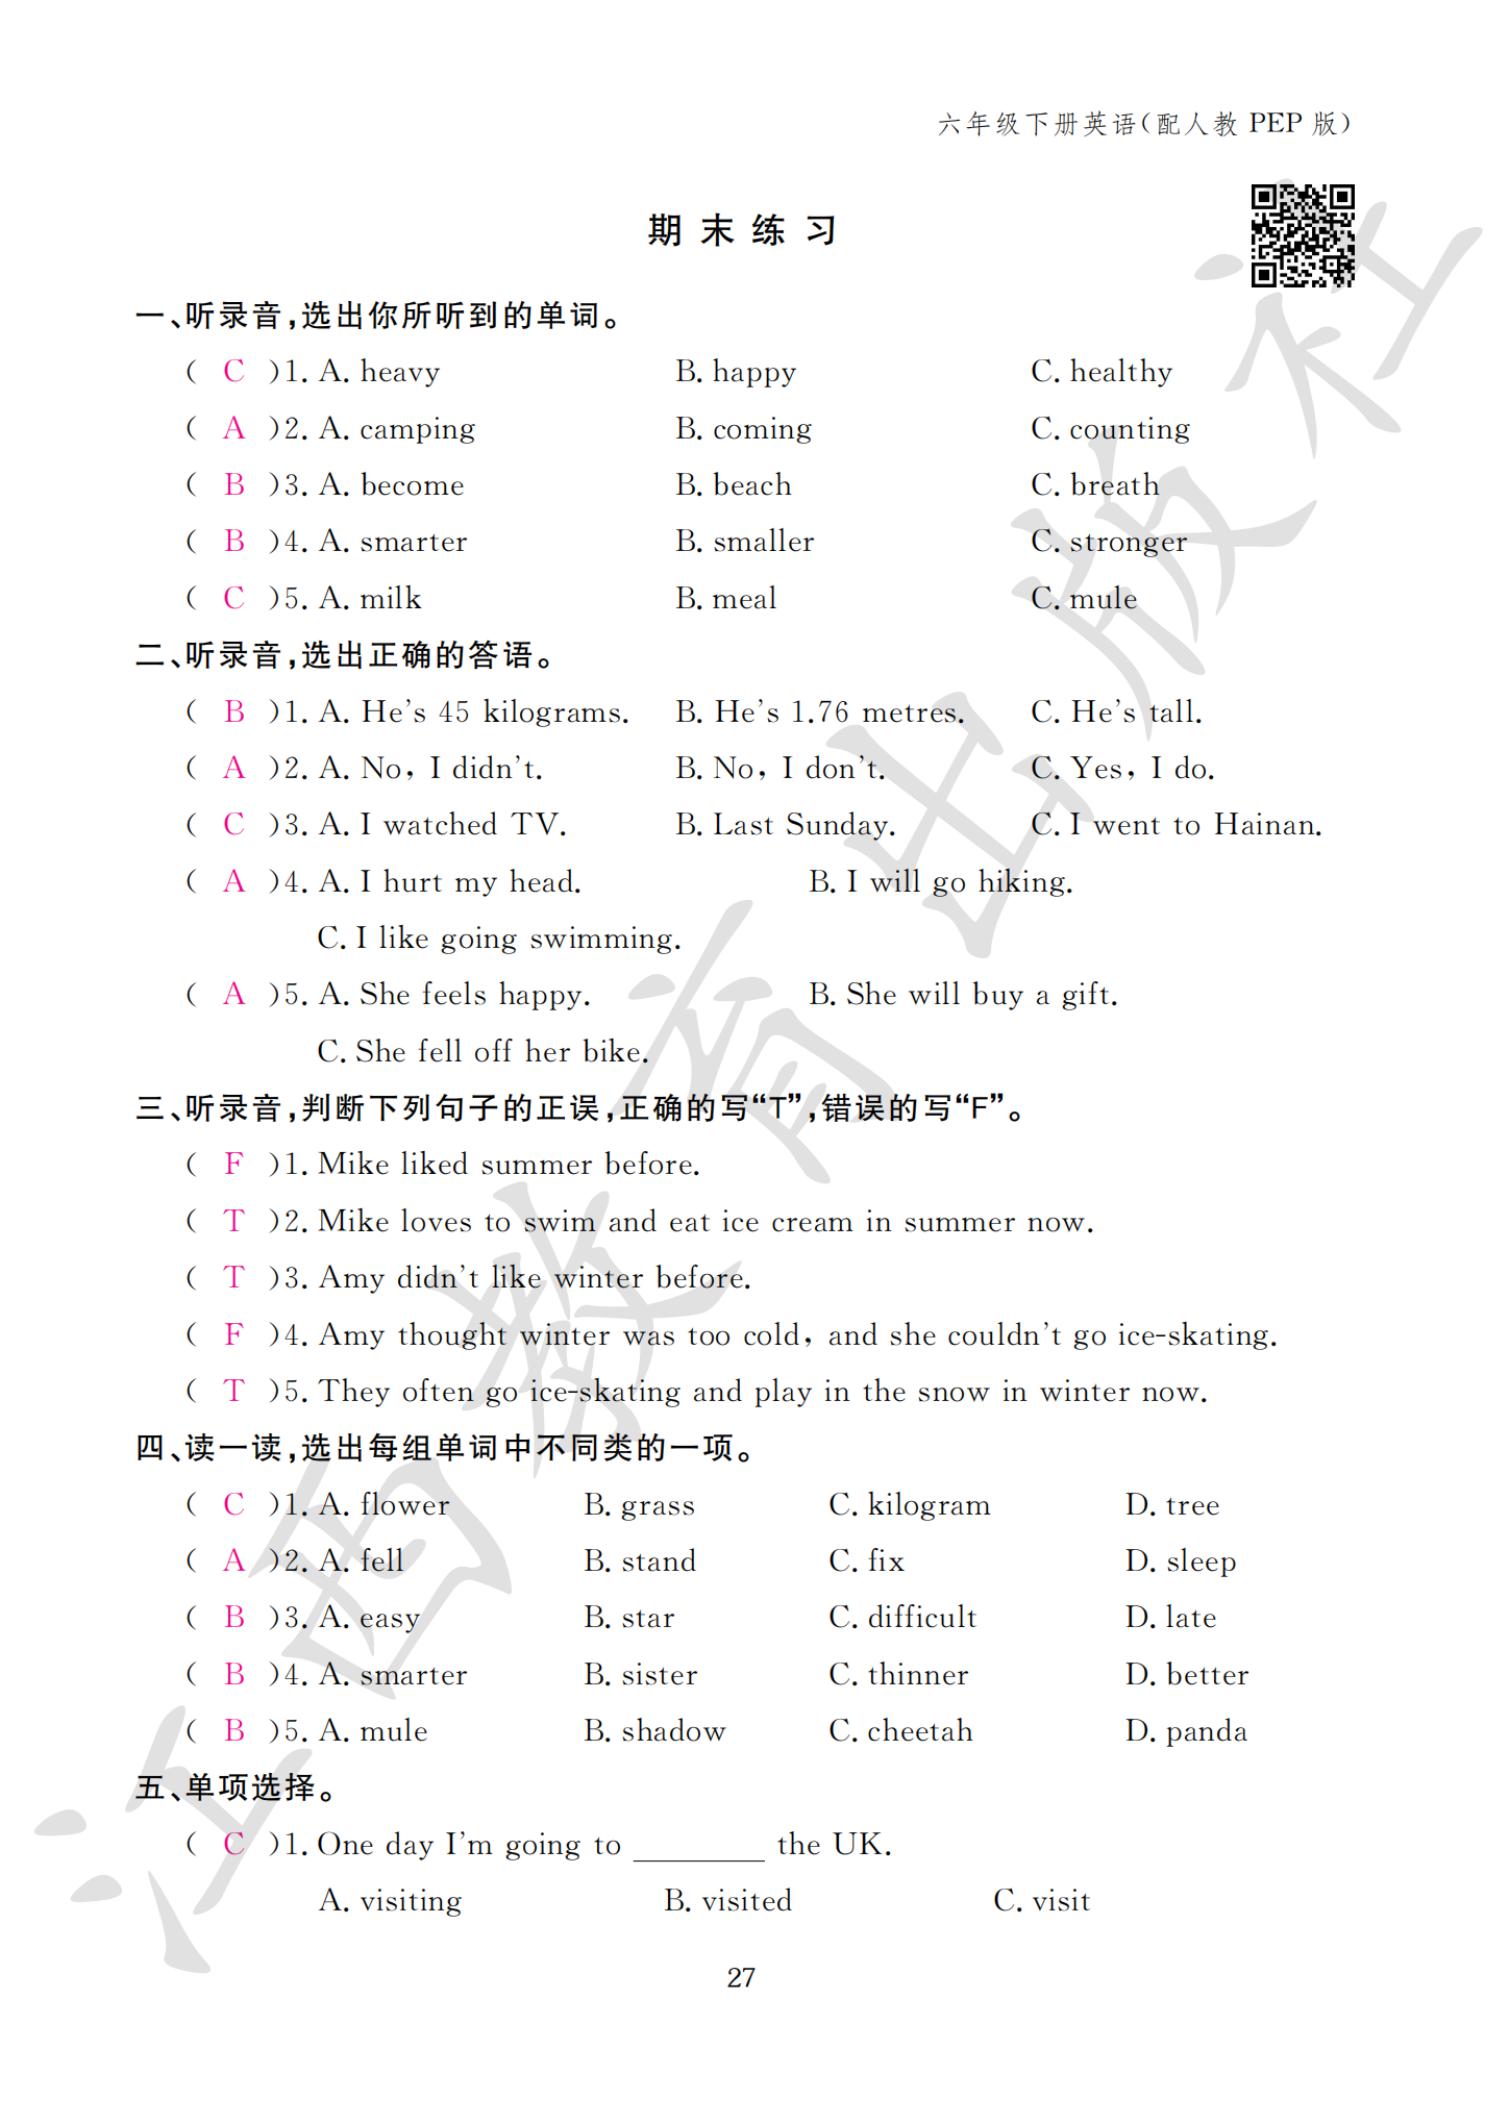 六年级下册英语(配人教 PEP 版)
期末练习
一、听录音,选出你所听到的单词。
( C )1. A. heavy B. happy C. healthy
( A )2. A. camping B. coming C. counting
( B )3. A. become B. beach C. breath
( B )4. A. smarter B. smaller C. stronger
( C )5. A. milk B. meal C. mule
二、听录音,选出正确的答语。
( B )1. A. He's 45 kilograms. B. He's 1.76 metres. C. He's tall.
( A )2. A. No, I didn't. B. No, I don't. C. Yes, I do.
( C )3. A. I watched TV. B. Last Sunday. C. I went to Hainan.
( A )4. A. I hurt my head. B. I will go hiking.
C. I like going swimming.
( A )5. A. She feels happy. B. She will buy a gift.
C. She fell off her bike.
三、听录音,判断下列句子的正误,正确的写“T”,错误的写“F”。
( F )1. Mike liked summer before.
( T )2. Mike loves to swim and eat ice cream in summer now.
( T )3. Amy didn't like winter before.
( F )4. Amy thought winter was too cold, and she couldn't go ice-skating.
( T )5. They often go ice-skating and play in the snow in winter now.
四、读一读,选出每组单词中不同类的一项。
( C )1. A. flower B. grass C. kilogram D. tree
( A )2. A. fell B. stand C. fix D. sleep
( B )3. A. easy B. star C. difficult D. late
( B )4. A. smarter B. sister C. thinner D. better
( B )5. A. mule B. shadow C. cheetah D. panda
五、单项选择。
( C )1. One day I'm going to ________ the UK.
A. visiting B. visited C. visit
27
江西教育出版社